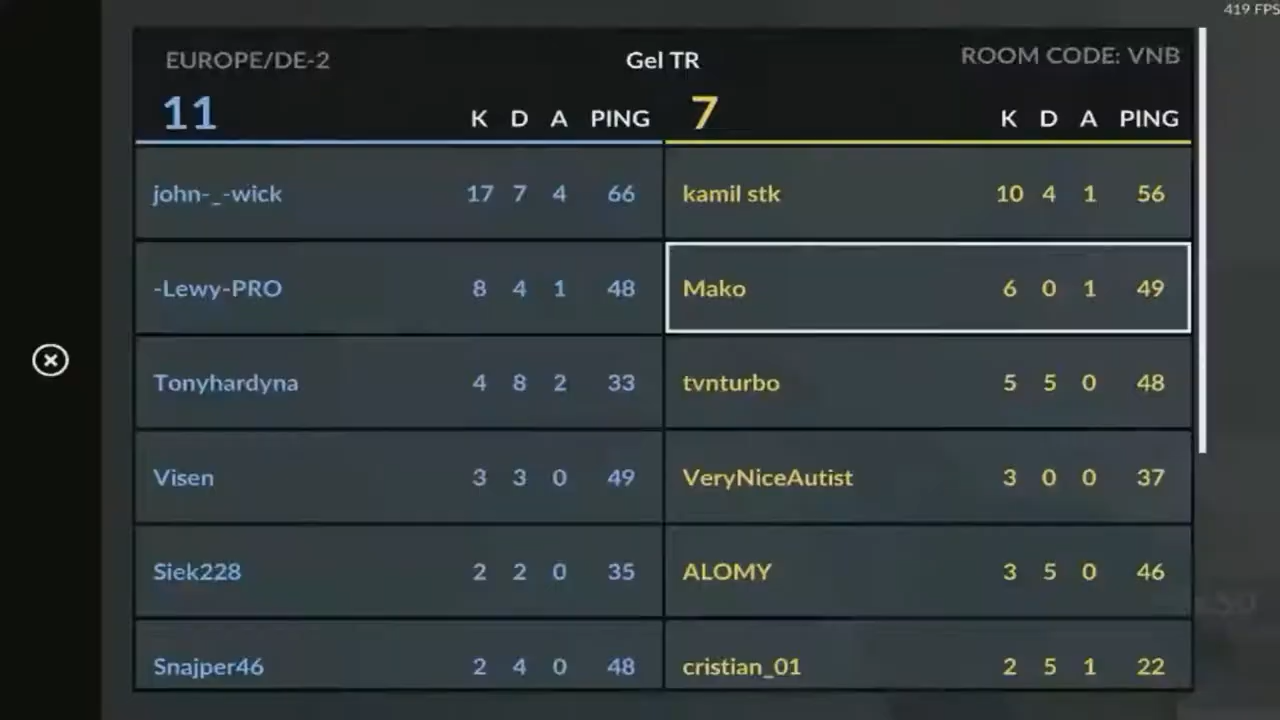 419 FPS
EUROPE/DE-2 Gel TR ROOM CODE: VNB
11 K D A PING 7 K D A PING
john-_-wick 17 7 4 66 kamil stk 10 4 1 56
-Lewy-PRO 8 4 1 48 Mako 6 0 1 49
Tonyhardyna 4 8 2 33 tvnturbo 5 5 0 48
Visen 3 3 0 49 VeryNiceAutist 3 0 0 37
Siek228 2 2 0 35 ALOMY 3 5 0 46
Snajper46 2 4 0 48 cristian_01 2 5 1 22